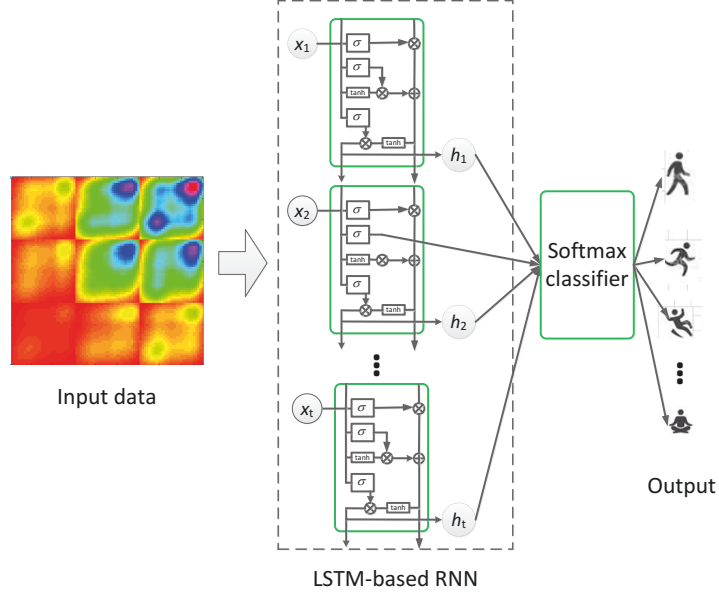 x1
σ
σ
tanh
σ
tanh
h1
x2
σ
σ
tanh
σ
tanh
h2
xt
σ
σ
tanh
σ
tanh
ht
Softmax
classifier
Input data
Output
LSTM-based RNN